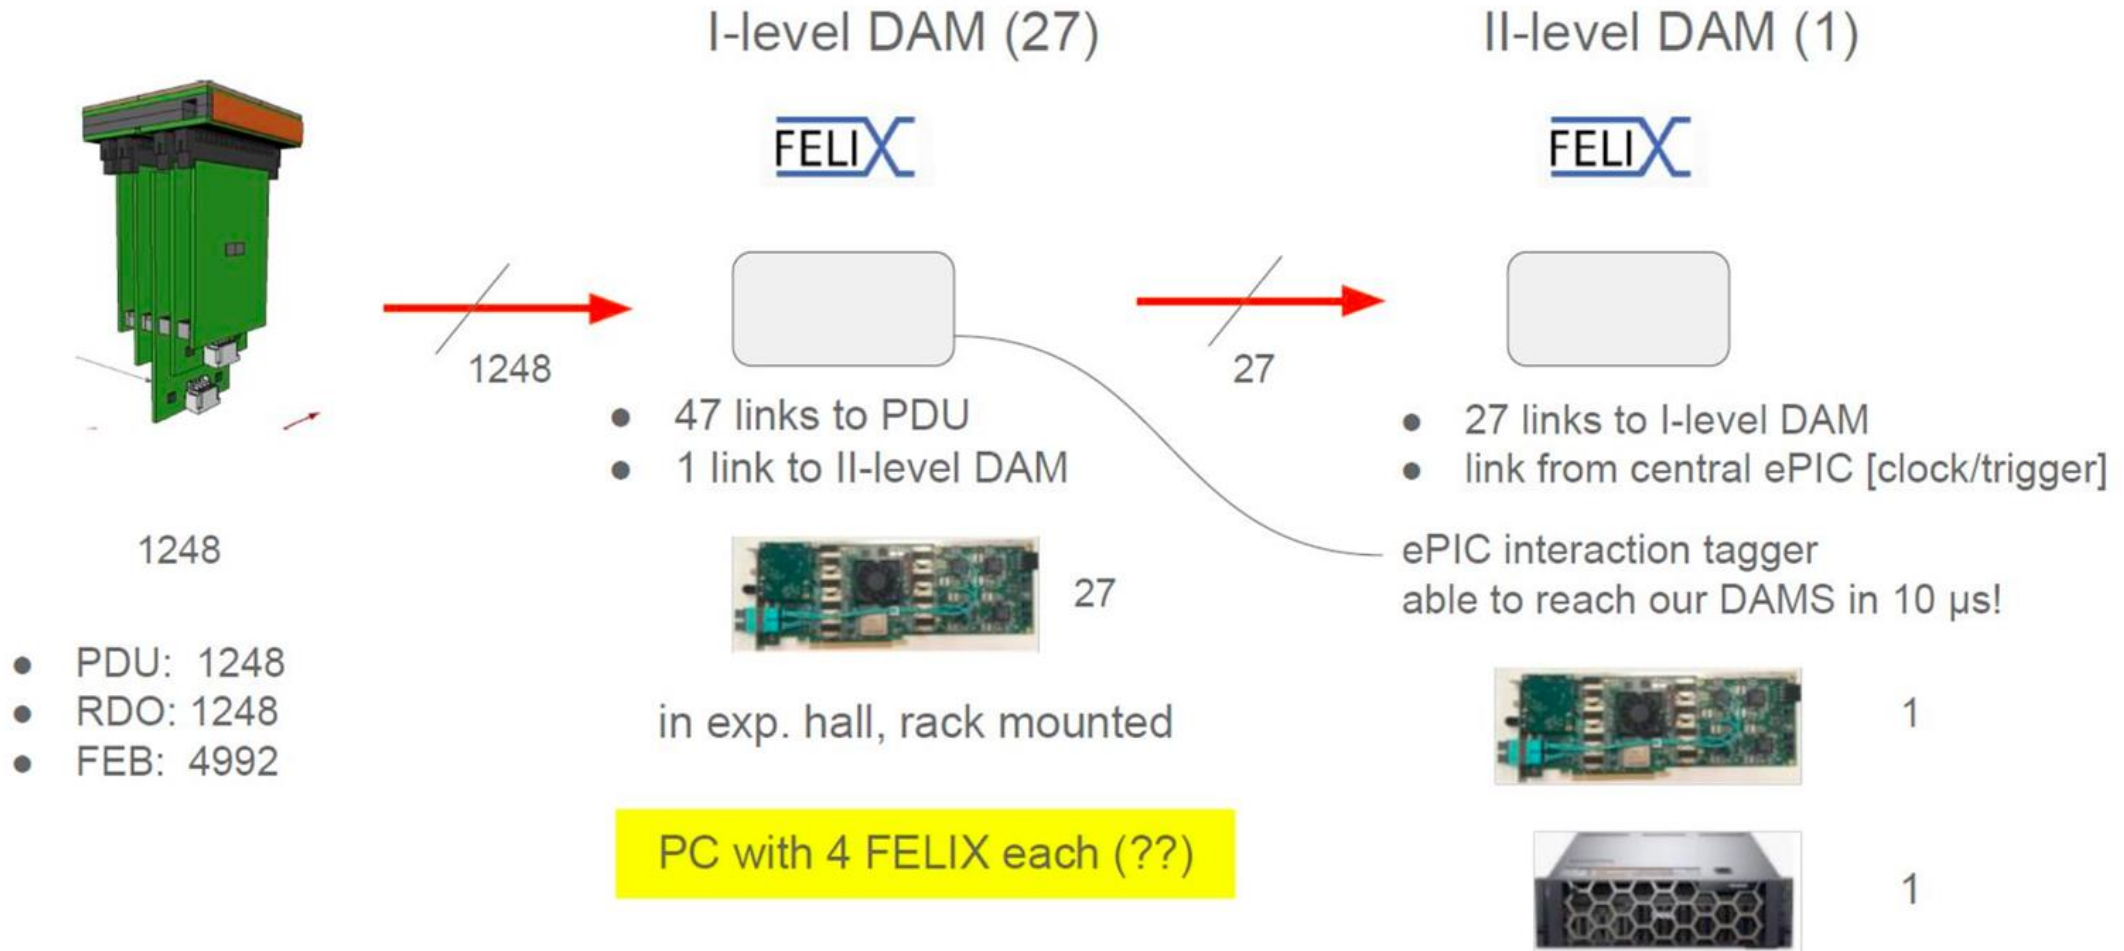 I-level DAM (27)
II-level DAM (1)
FELIX
FELIX
1248
27
47 links to PDU
1 link to II-level DAM
27 links to I-level DAM
link from central ePIC [clock/trigger]
1248
PDU: 1248
RDO: 1248
FEB: 4992
27
ePIC interaction tagger
able to reach our DAMS in 10 µs!
in exp. hall, rack mounted
1
PC with 4 FELIX each (??)
1